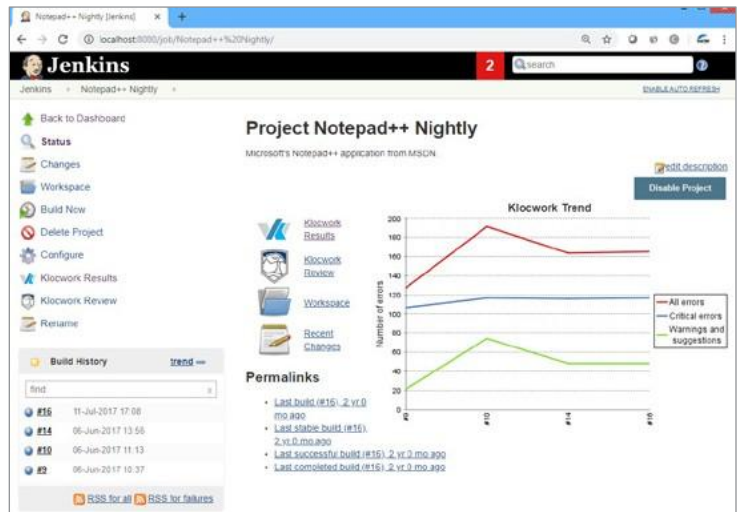 Notepad++ Nightly [Jenkins]
localhost:8080/job/Notepad++%20Nightly/
Jenkins
2
search
Jenkins
Notepad++ Nightly
ENABLE AUTO REFRESH
Back to Dashboard
Status
Changes
Workspace
Build Now
Delete Project
Configure
Klocwork Results
Klocwork Review
Rename
Build History
trend
find
x
#16 11-Jul-2017 17:08
#14 06-Jun-2017 13:56
#10 06-Jun-2017 11:13
#9 06-Jun-2017 10:37
RSS for all
RSS for failures
Project Notepad++ Nightly
Microsoft's Notepad++ application from MSDN.
edit description
Disable Project
Klocwork
Results
Klocwork
Review
Workspace
Recent
Changes
Klocwork Trend
Number of errors
200
180
160
140
120
100
80
60
40
20
0
#9
#10
#14
#16
All errors
Critical errors
Warnings and
suggestions
Permalinks
Last build (#16), 2 yr 0
mo ago
Last stable build (#16),
2 yr 0 mo ago
Last successful build (#16), 2 yr 0 mo ago
Last completed build (#16), 2 yr 0 mo ago